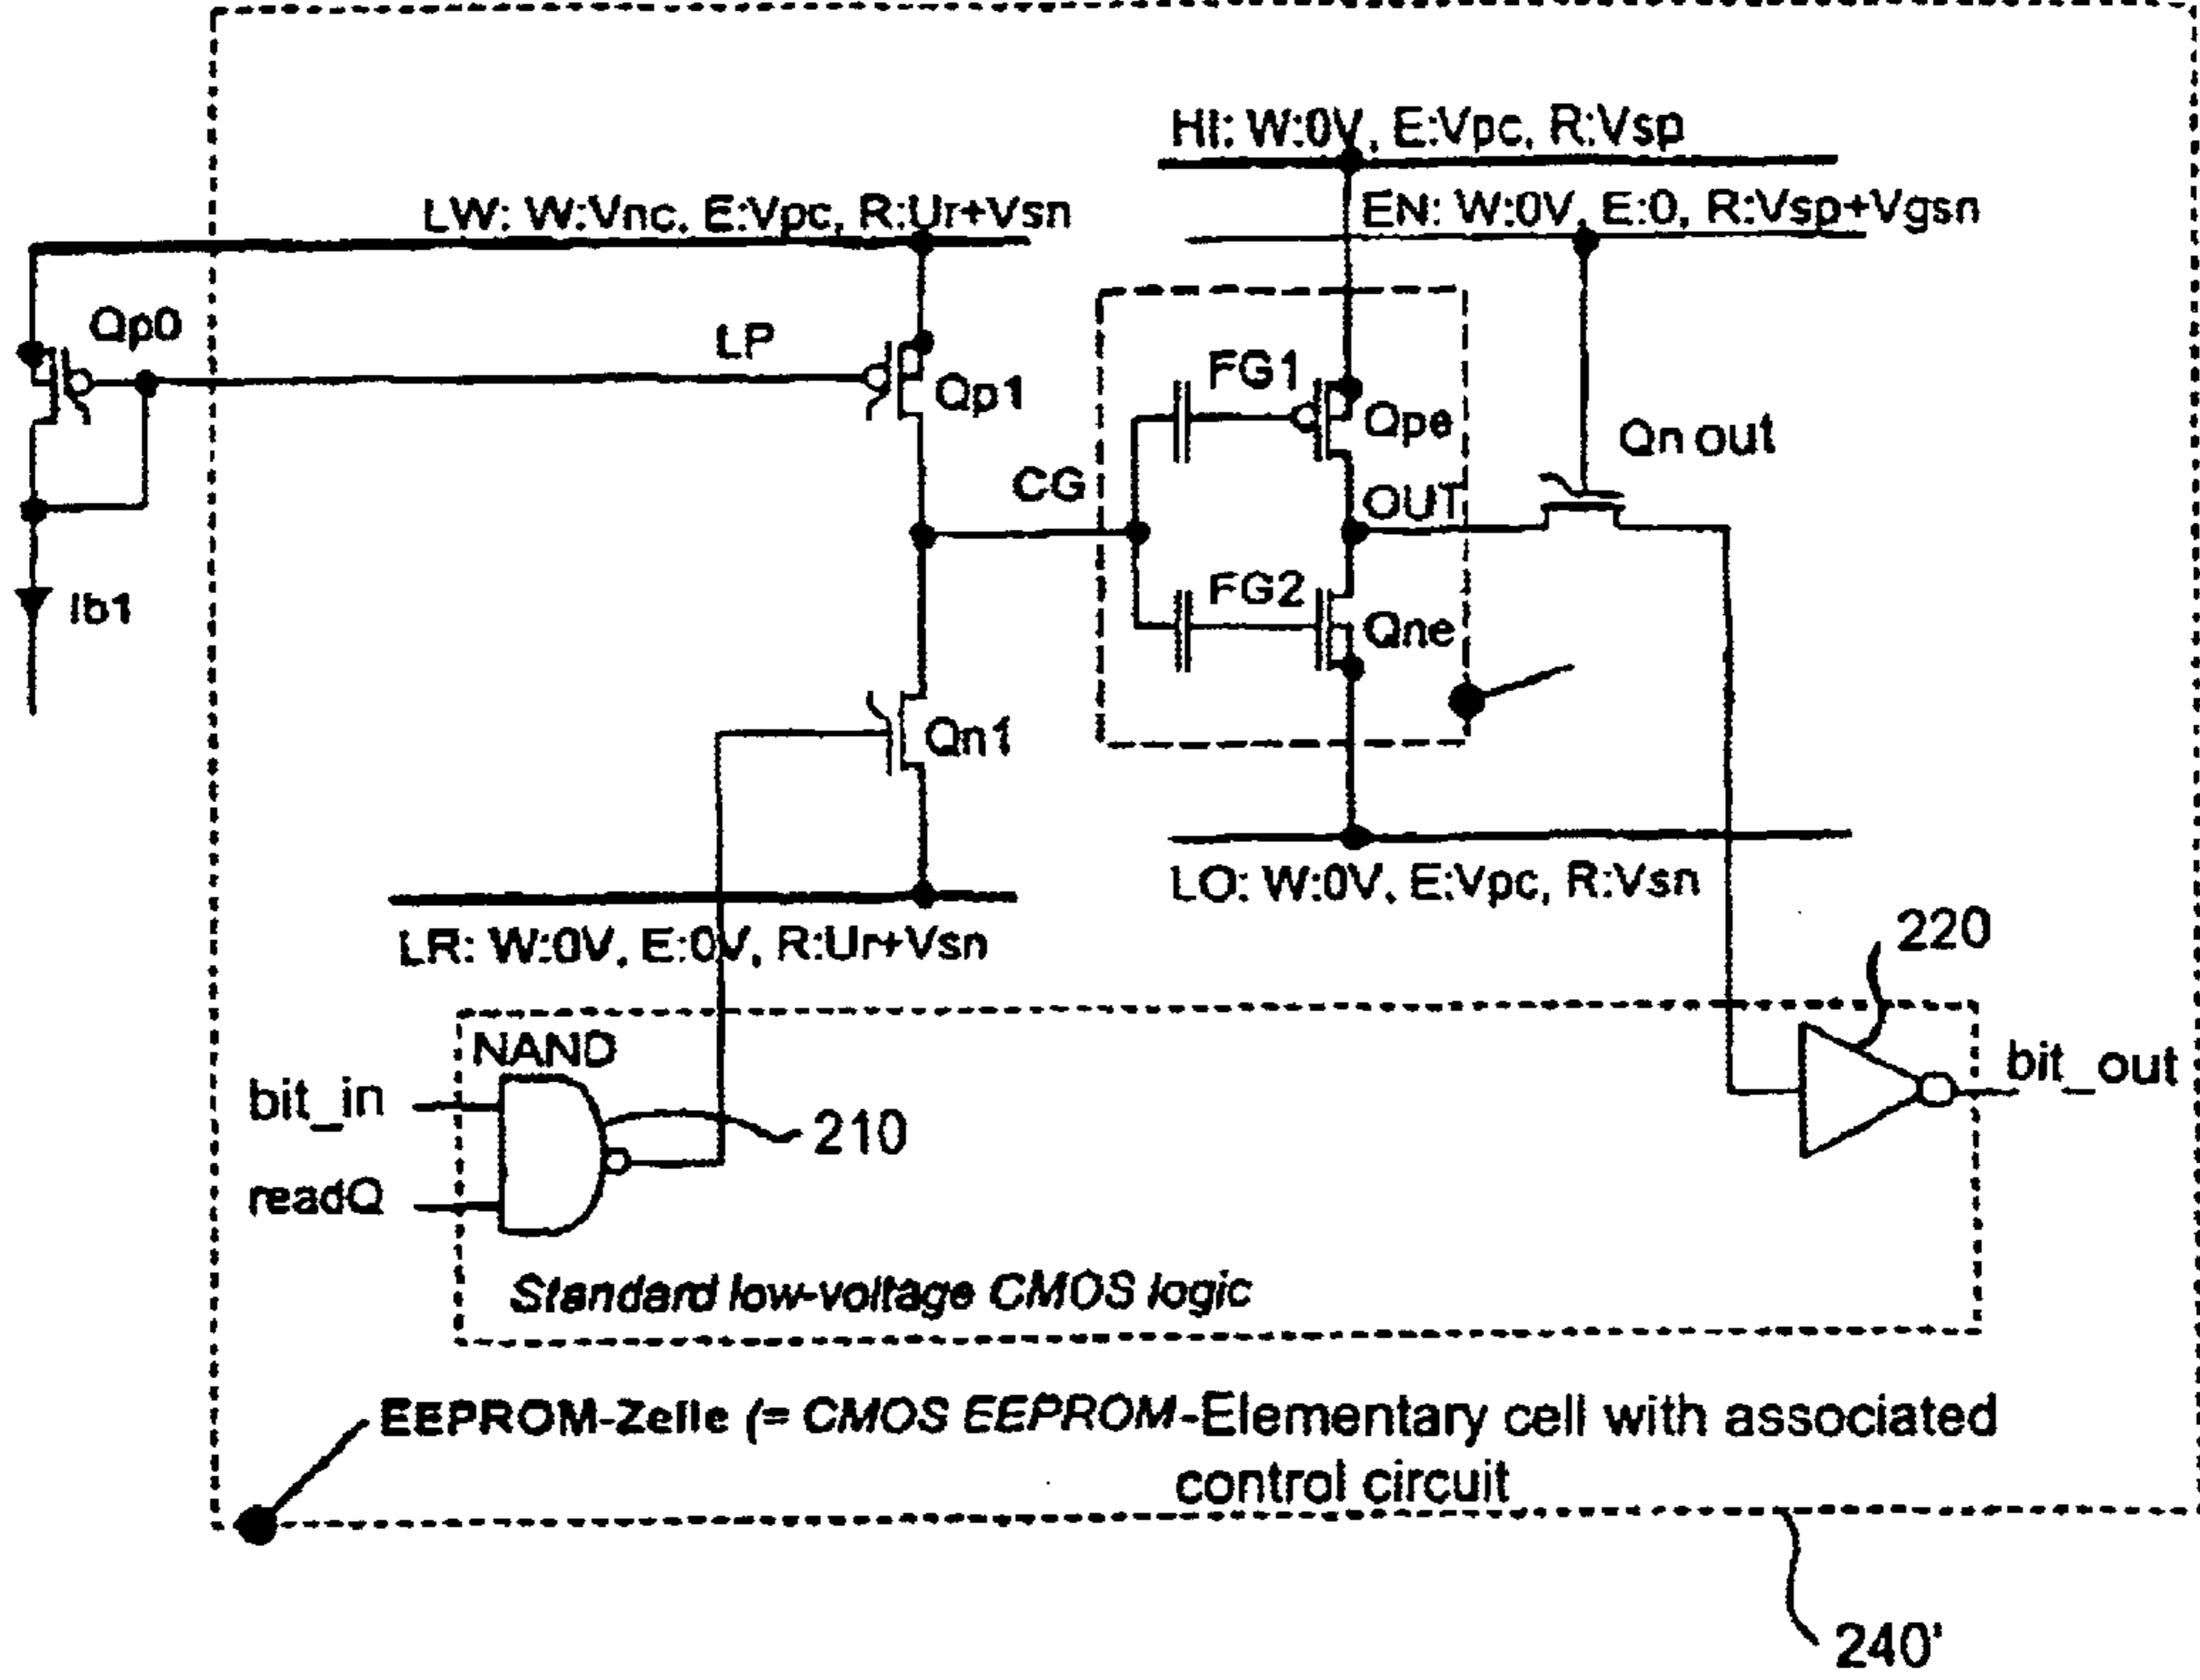 HI: W:0V, E:Vpc, R:Vsp
LW: W:Vnc, E:Vpc, R:Ur+Vsn
EN: W:0V, E:0, R:Vsp+Vgsn
Qp0
LP
Qp1
FG1
Qpe
Qn out
CG
OUT
FG2
Qne
Ib1
Qn1
LO: W:0V, E:Vpc, R:Vsn
LR: W:0V, E:0V, R:Ur+Vsn
220
NAND
bit_in
bit_out
210
readQ
Standard low-voltage CMOS logic
EEPROM-Zelle (= CMOS EEPROM-Elementary cell with associated
control circuit
240'